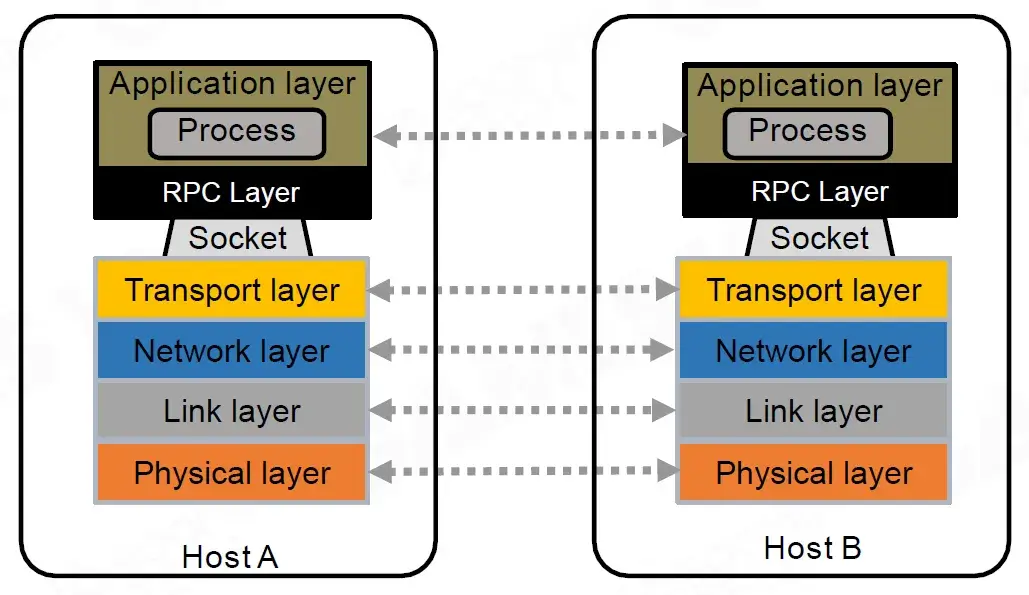 Application layer
Process
RPC Layer
Socket
Transport layer
Network layer
Link layer
Physical layer
Host A
Application layer
Process
RPC Layer
Socket
Transport layer
Network layer
Link layer
Physical layer
Host B